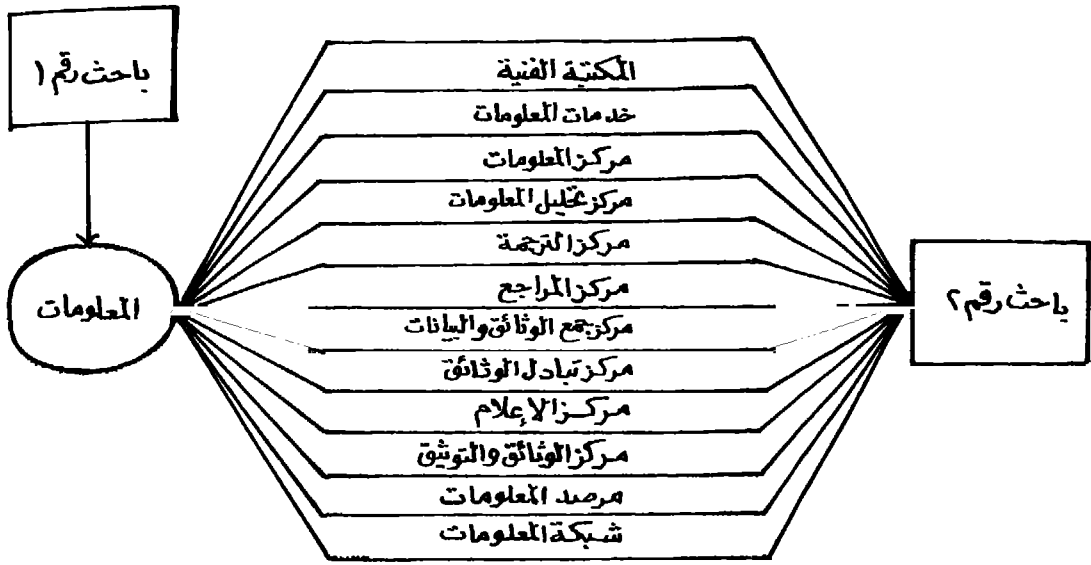 باحث رقم ١
المكتبة الفنية
خدمات المعلومات
مركز المعلومات
مركز تحليل المعلومات
مركز الترجمة
مركز المراجع
مركز جمع الوثائق والبيانات
مركز تبادل الوثائق
مركز الإعلام
مركز الوثائق والتوثيق
مرصد المعلومات
شبكة المعلومات
المعلومات
باحث رقم ٢